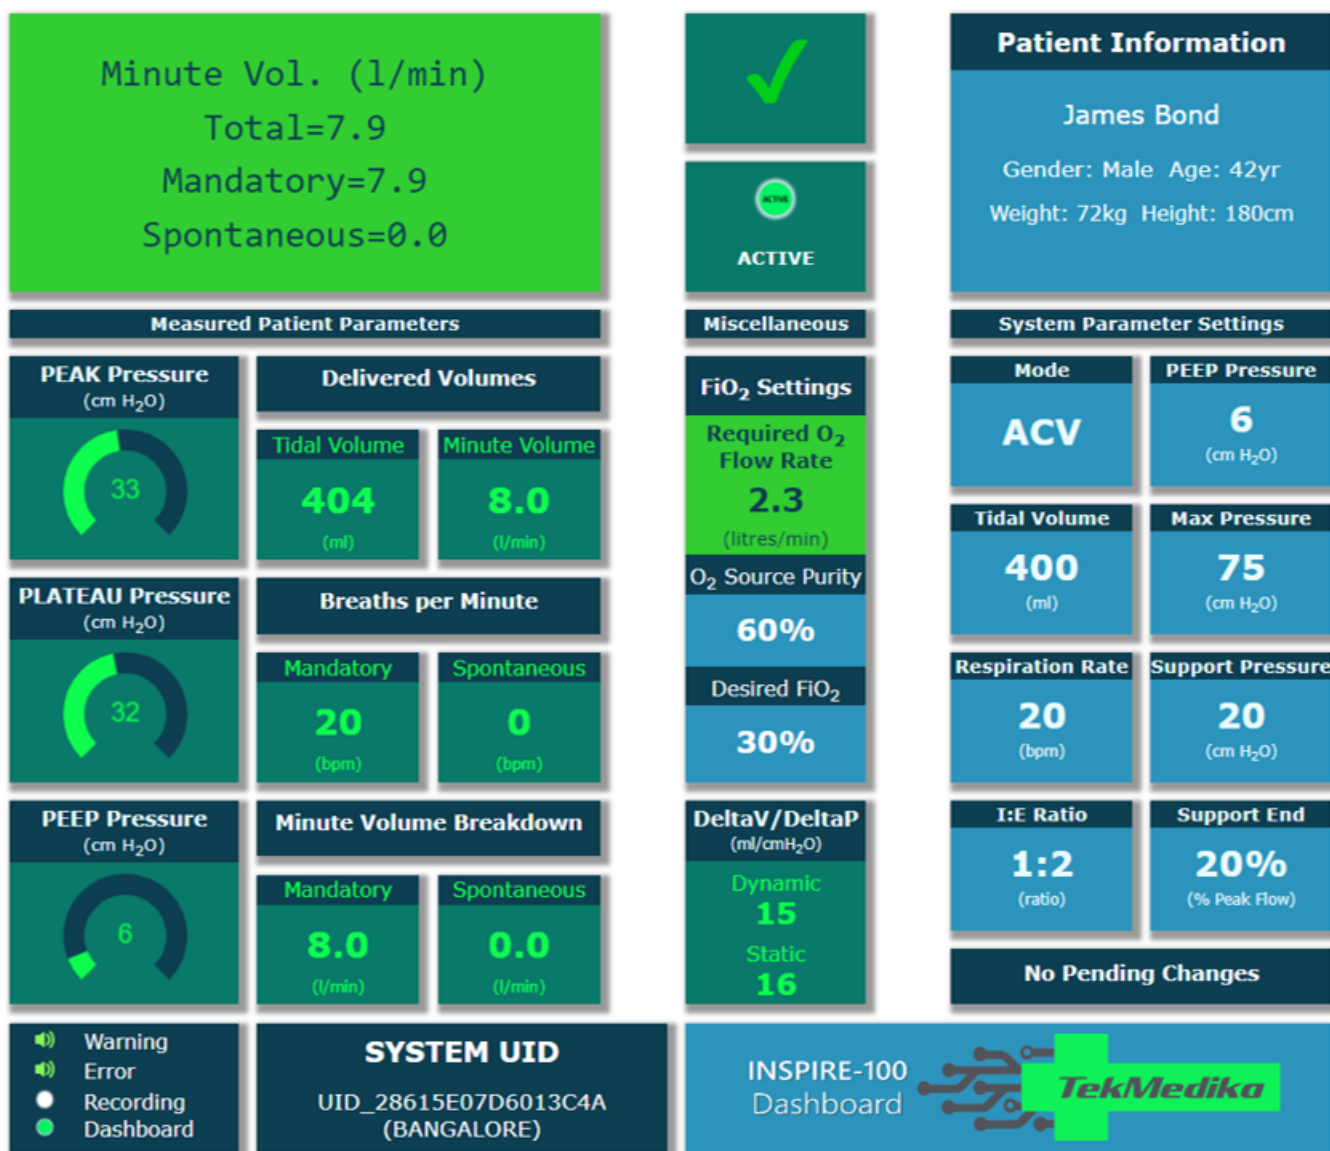 Minute Vol. (l/min)
Total=7.9
Mandatory=7.9
Spontaneous=0.0
ACTIVE
ACTIVE
Patient Information
James Bond
Gender: Male Age: 42yr
Weight: 72kg Height: 180cm
Measured Patient Parameters
PEAK Pressure
(cm H₂O)
33
Delivered Volumes
Tidal Volume
404
(ml)
Minute Volume
8.0
(l/min)
PLATEAU Pressure
(cm H₂O)
32
Breaths per Minute
Mandatory
20
(bpm)
Spontaneous
0
(bpm)
PEEP Pressure
(cm H₂O)
6
Minute Volume Breakdown
Mandatory
8.0
(l/min)
Spontaneous
0.0
(l/min)
Miscellaneous
FiO₂ Settings
Required O₂
Flow Rate
2.3
(litres/min)
O₂ Source Purity
60%
Desired FiO₂
30%
DeltaV/DeltaP
(ml/cmH₂O)
Dynamic
15
Static
16
System Parameter Settings
Mode
ACV
PEEP Pressure
6
(cm H₂O)
Tidal Volume
400
(ml)
Max Pressure
75
(cm H₂O)
Respiration Rate
20
(bpm)
Support Pressure
20
(cm H₂O)
I:E Ratio
1:2
(ratio)
Support End
20%
(% Peak Flow)
No Pending Changes
Warning
Error
Recording
Dashboard
SYSTEM UID
UID_28615E07D6013C4A
(BANGALORE)
INSPIRE-100
Dashboard
TekMedika